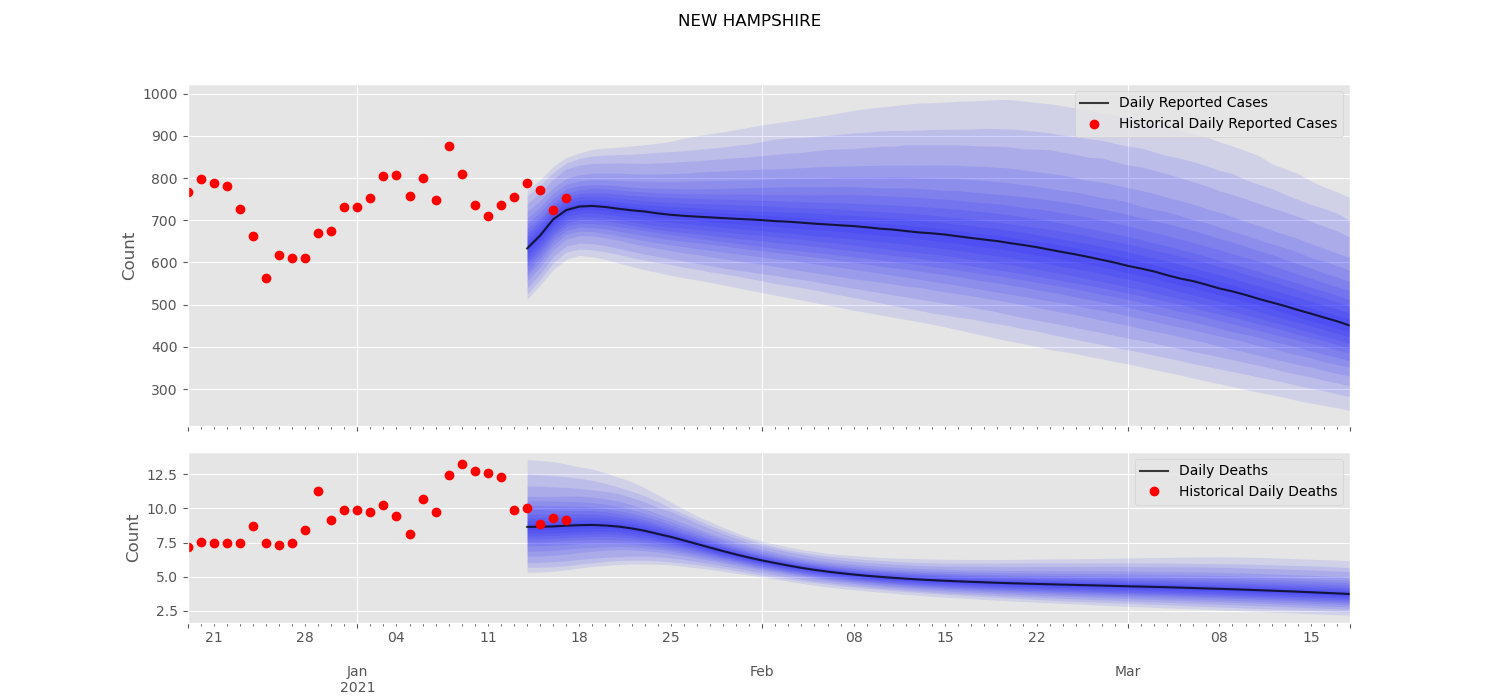 NEW HAMPSHIRE
1000
900
800
700
600
500
400
300
Count
Daily Reported Cases
Historical Daily Reported Cases
12.5
10.0
7.5
5.0
2.5
Count
Daily Deaths
Historical Daily Deaths
21 28 04 11 18 25 08 15 22 08 15
Jan Feb Mar
2021